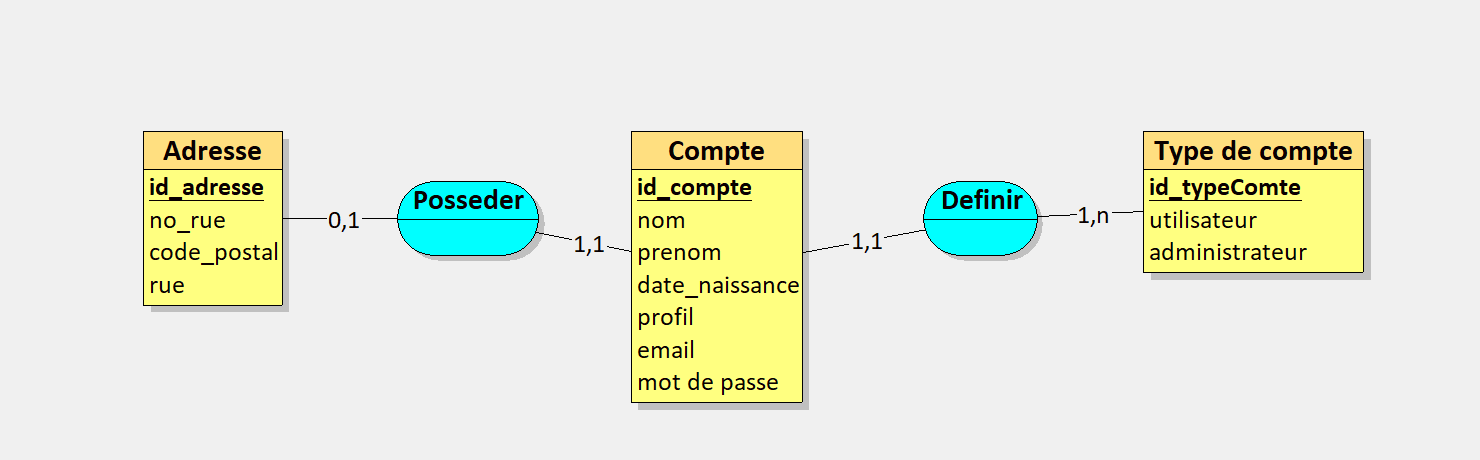 Adresse
id_adresse
no_rue
code_postal
rue
0,1
Posseder
1,1
Compte
id_compte
nom
prenom
date_naissance
profil
email
mot de passe
1,1
Definir
1,n
Type de compte
id_typeComte
utilisateur
administrateur